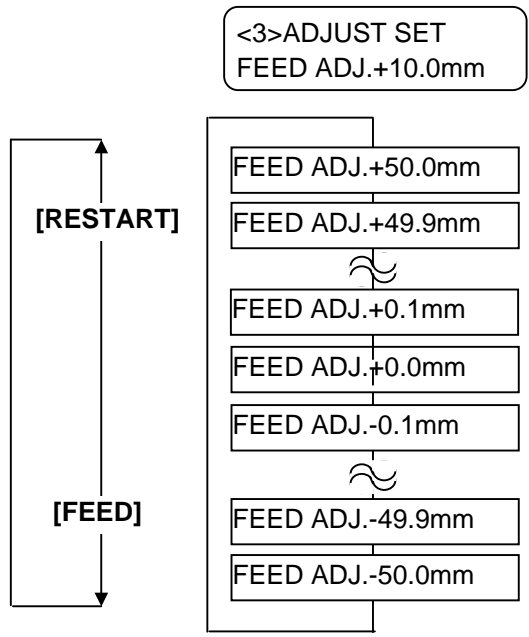 <3>ADJUST SET
FEED ADJ.+10.0mm
FEED ADJ.+50.0mm
[RESTART]
FEED ADJ.+49.9mm
FEED ADJ.+0.1mm
FEED ADJ.+0.0mm
FEED ADJ.-0.1mm
[FEED]
FEED ADJ.-49.9mm
FEED ADJ.-50.0mm